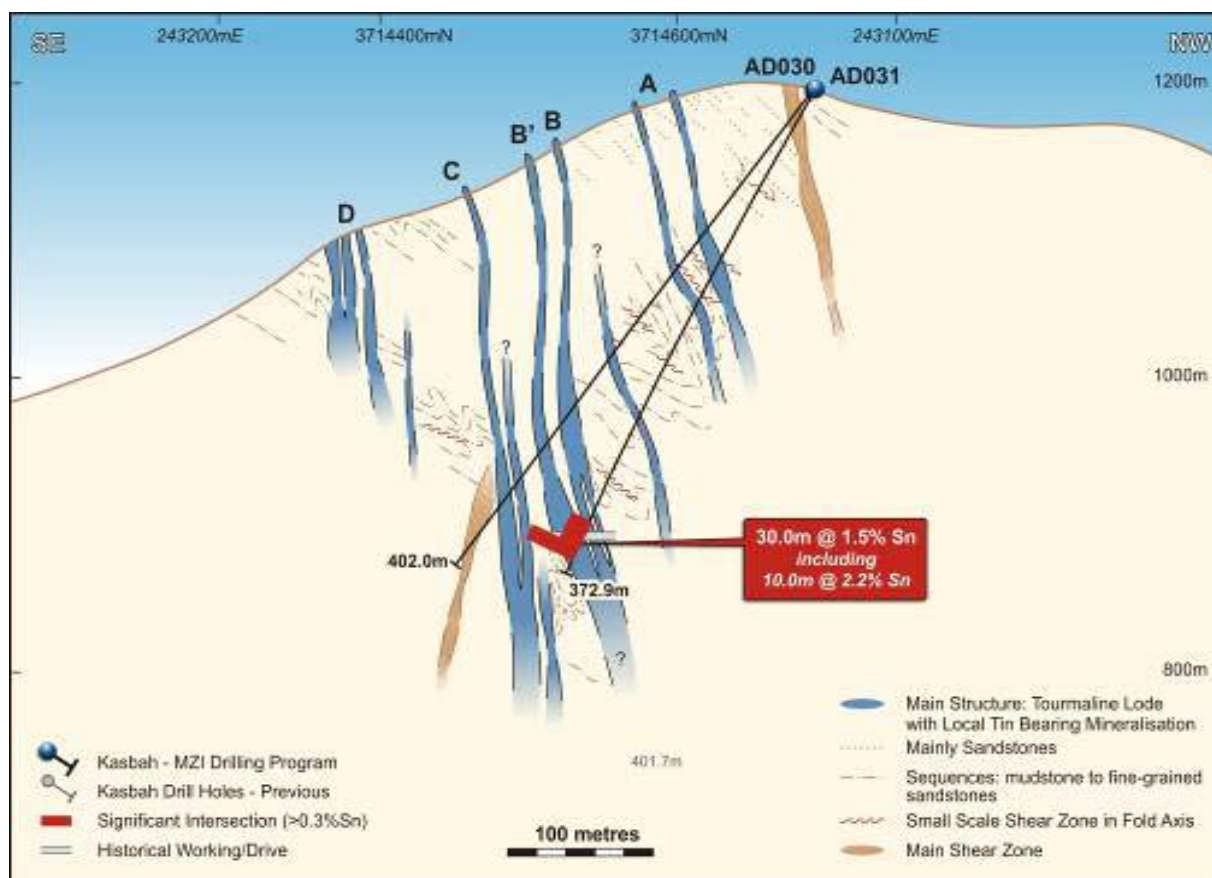 SE
243200mE
3714400mN
3714600mN
243100mE
NW
AD030
AD031
1200m
A
B
B'
C
D
?
?
1000m
402.0m
372.9m
30.0m @ 1.5% Sn
including
10.0m @ 2.2% Sn
?
800m
401.7m
Kasbah - MZI Drilling Program
Kasbah Drill Holes - Previous
Significant Intersection (>0.3%Sn)
Historical Working/Drive
100 metres
Main Structure: Tourmaline Lode
with Local Tin Bearing Mineralisation
Mainly Sandstones
Sequences: mudstone to fine-grained
sandstones
Small Scale Shear Zone in Fold Axis
Main Shear Zone